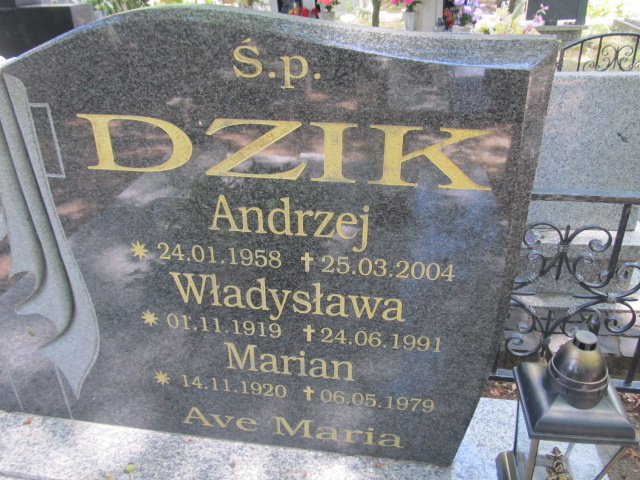 Ś.p.
DZIK
Andrzej
* 24.01.1958 † 25.03.2004
Władysława
* 01.11.1919 † 24.06.1991
Marian
* 14.11.1920 † 06.05.1979
Ave Maria